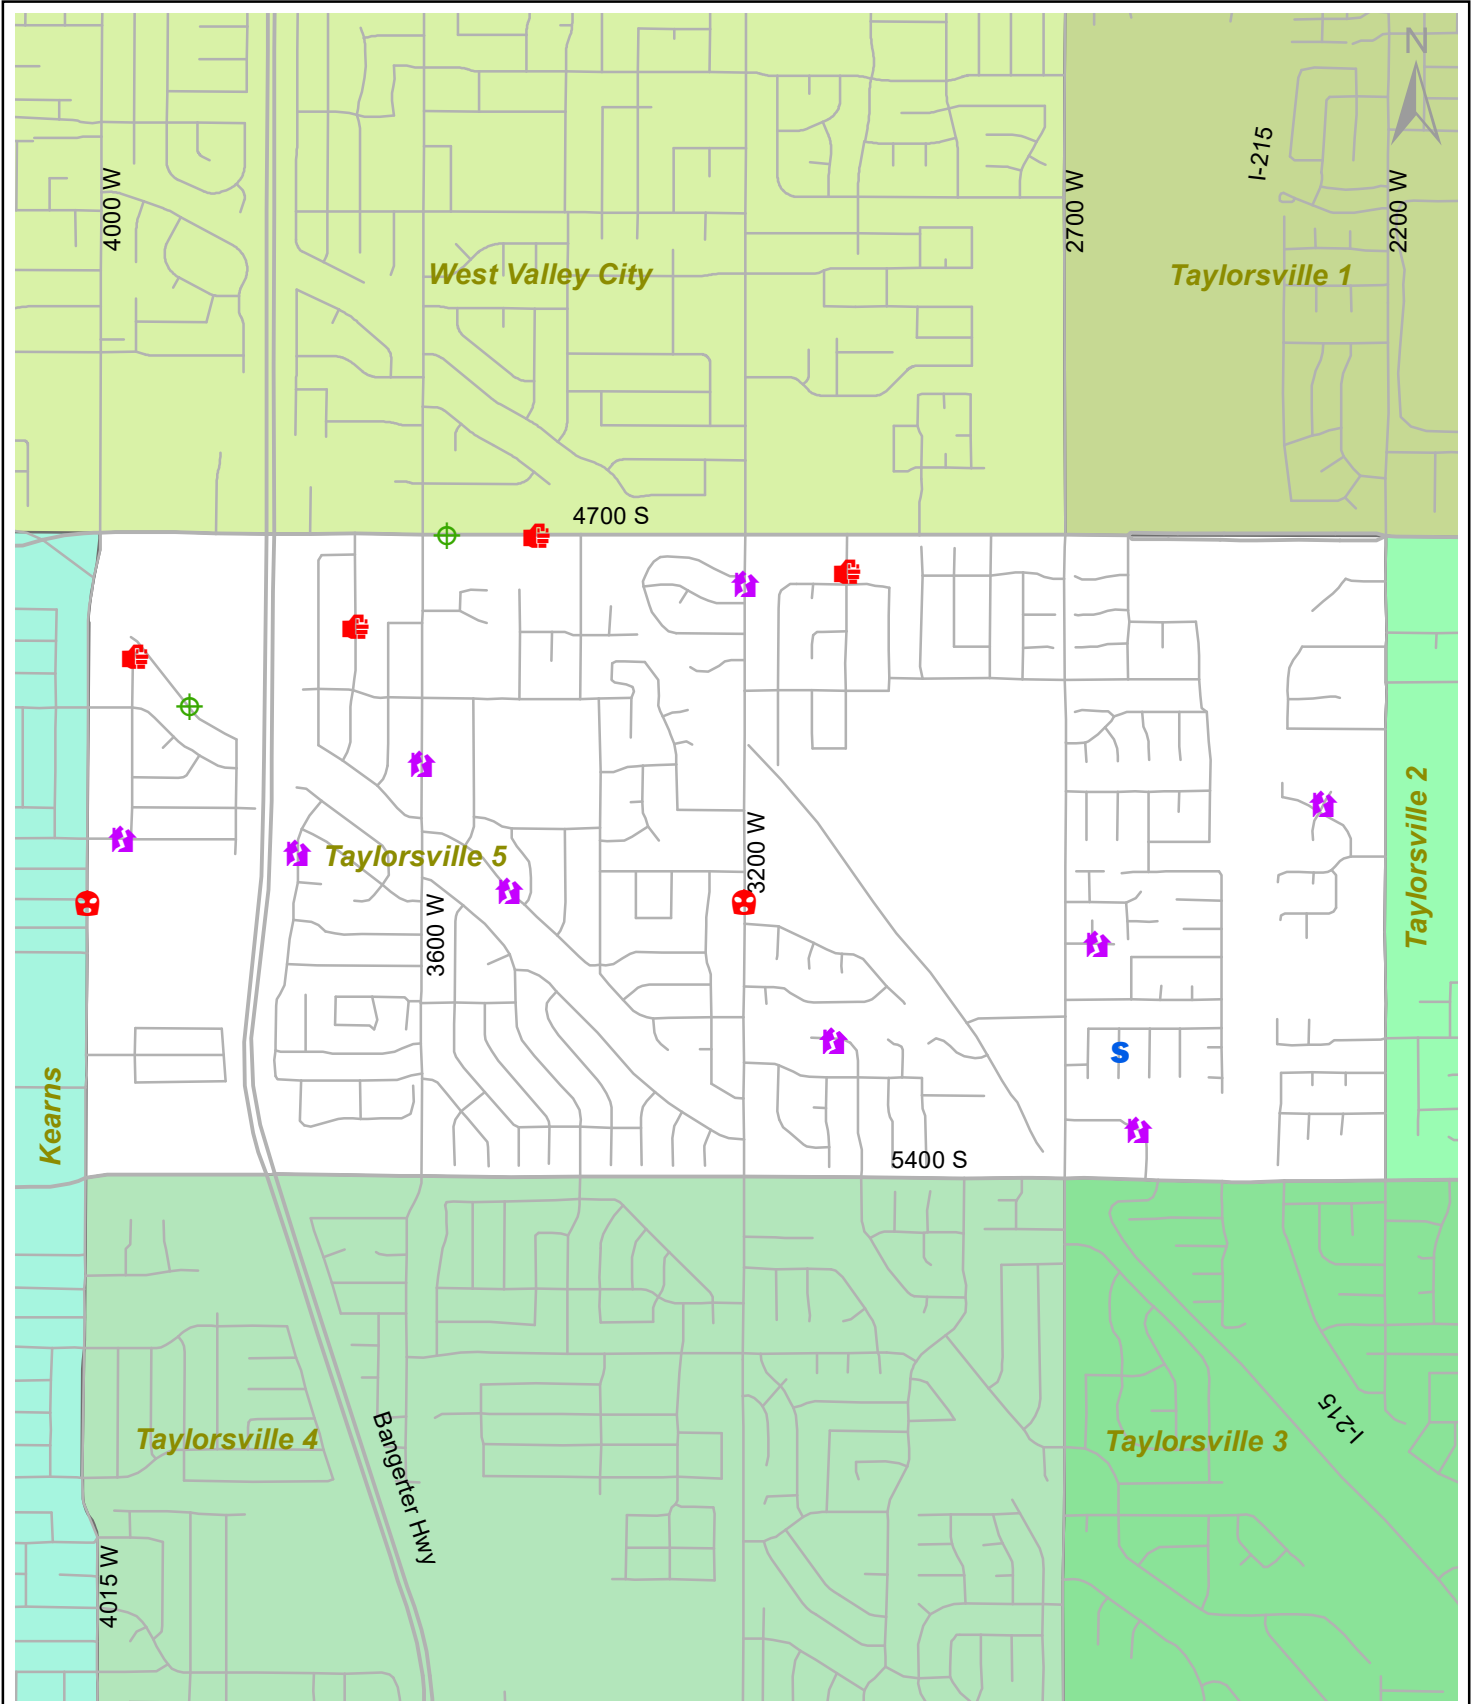 N
I-215
4000 W
2700 W
2200 W
West Valley City
Taylorsville 1
4700 S
Taylorsville 2
3200 W
Taylorsville 5
3600 W
S
Kearns
5400 S
I-215
Taylorsville 4
Bangerter Hwy
Taylorsville 3
4015 W